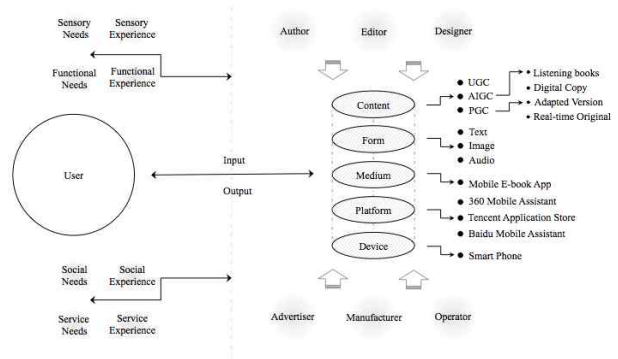 Sensory Needs
Sensory Experience
Functional Needs
Functional Experience
User
Input
Output
Social Needs
Social Experience
Service Needs
Service Experience
Author
Editor
Designer
Content
Form
Medium
Platform
Device
UGC
AIGC
PGC
Listening books
Digital Copy
Adapted Version
Real-time Original
Text
Image
Audio
Mobile E-book App
360 Mobile Assistant
Tencent Application Store
Baidu Mobile Assistant
Smart Phone
Advertiser
Manufacturer
Operator